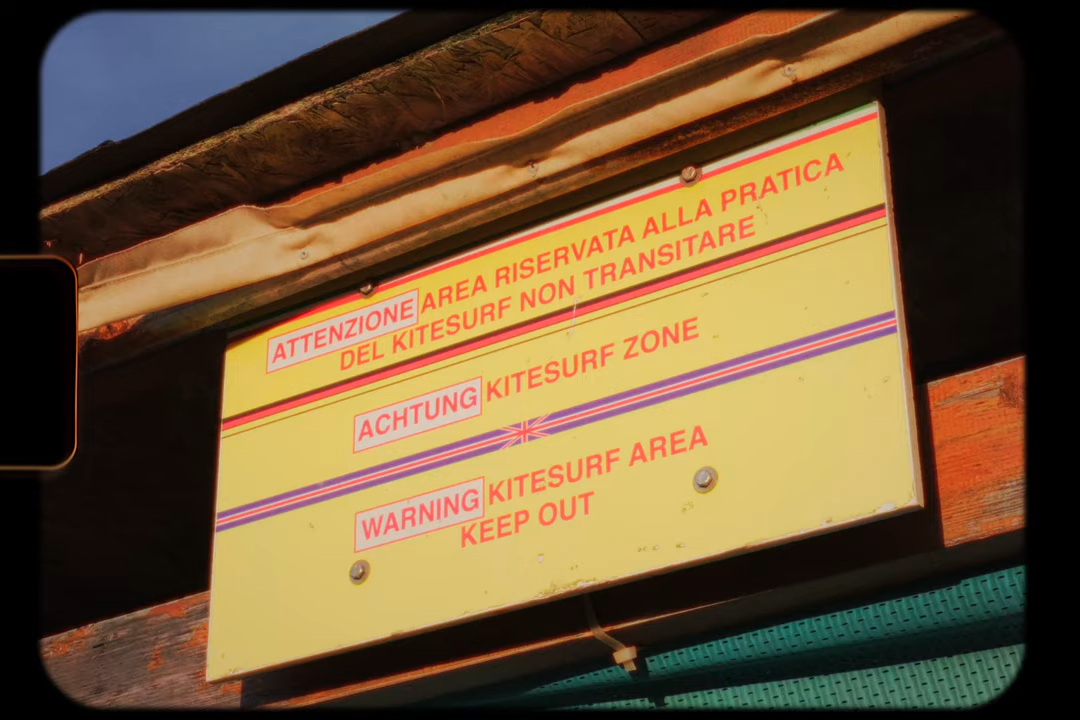 ATTENZIONE AREA RISERVATA ALLA PRATICA
DEL KITESURF NON TRANSITARE
ACHTUNG KITESURF ZONE
WARNING KITESURF AREA
KEEP OUT